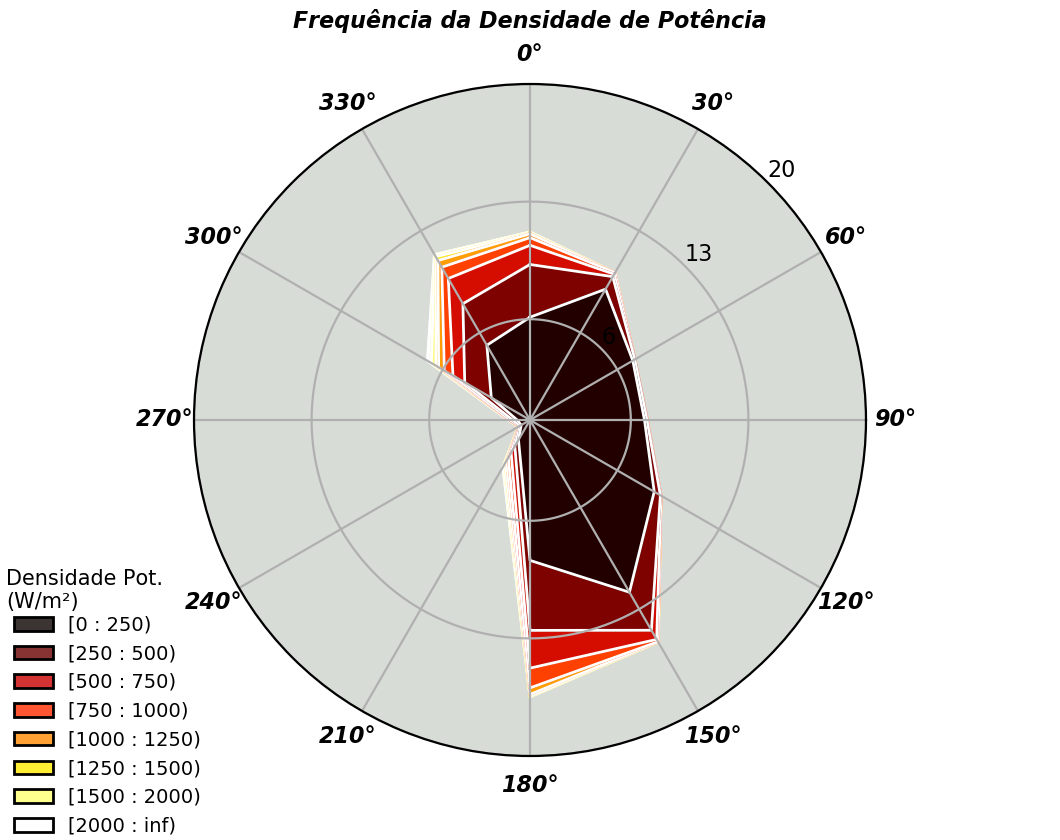 Frequência da Densidade de Potência
0°
330°
30°
20
300°
60°
13
6
270°
90°
Densidade Pot.
(W/m²)
240°
120°
[0 : 250)
[250 : 500)
[500 : 750)
[750 : 1000)
210°
150°
[1000 : 1250)
[1250 : 1500)
180°
[1500 : 2000)
[2000 : inf)